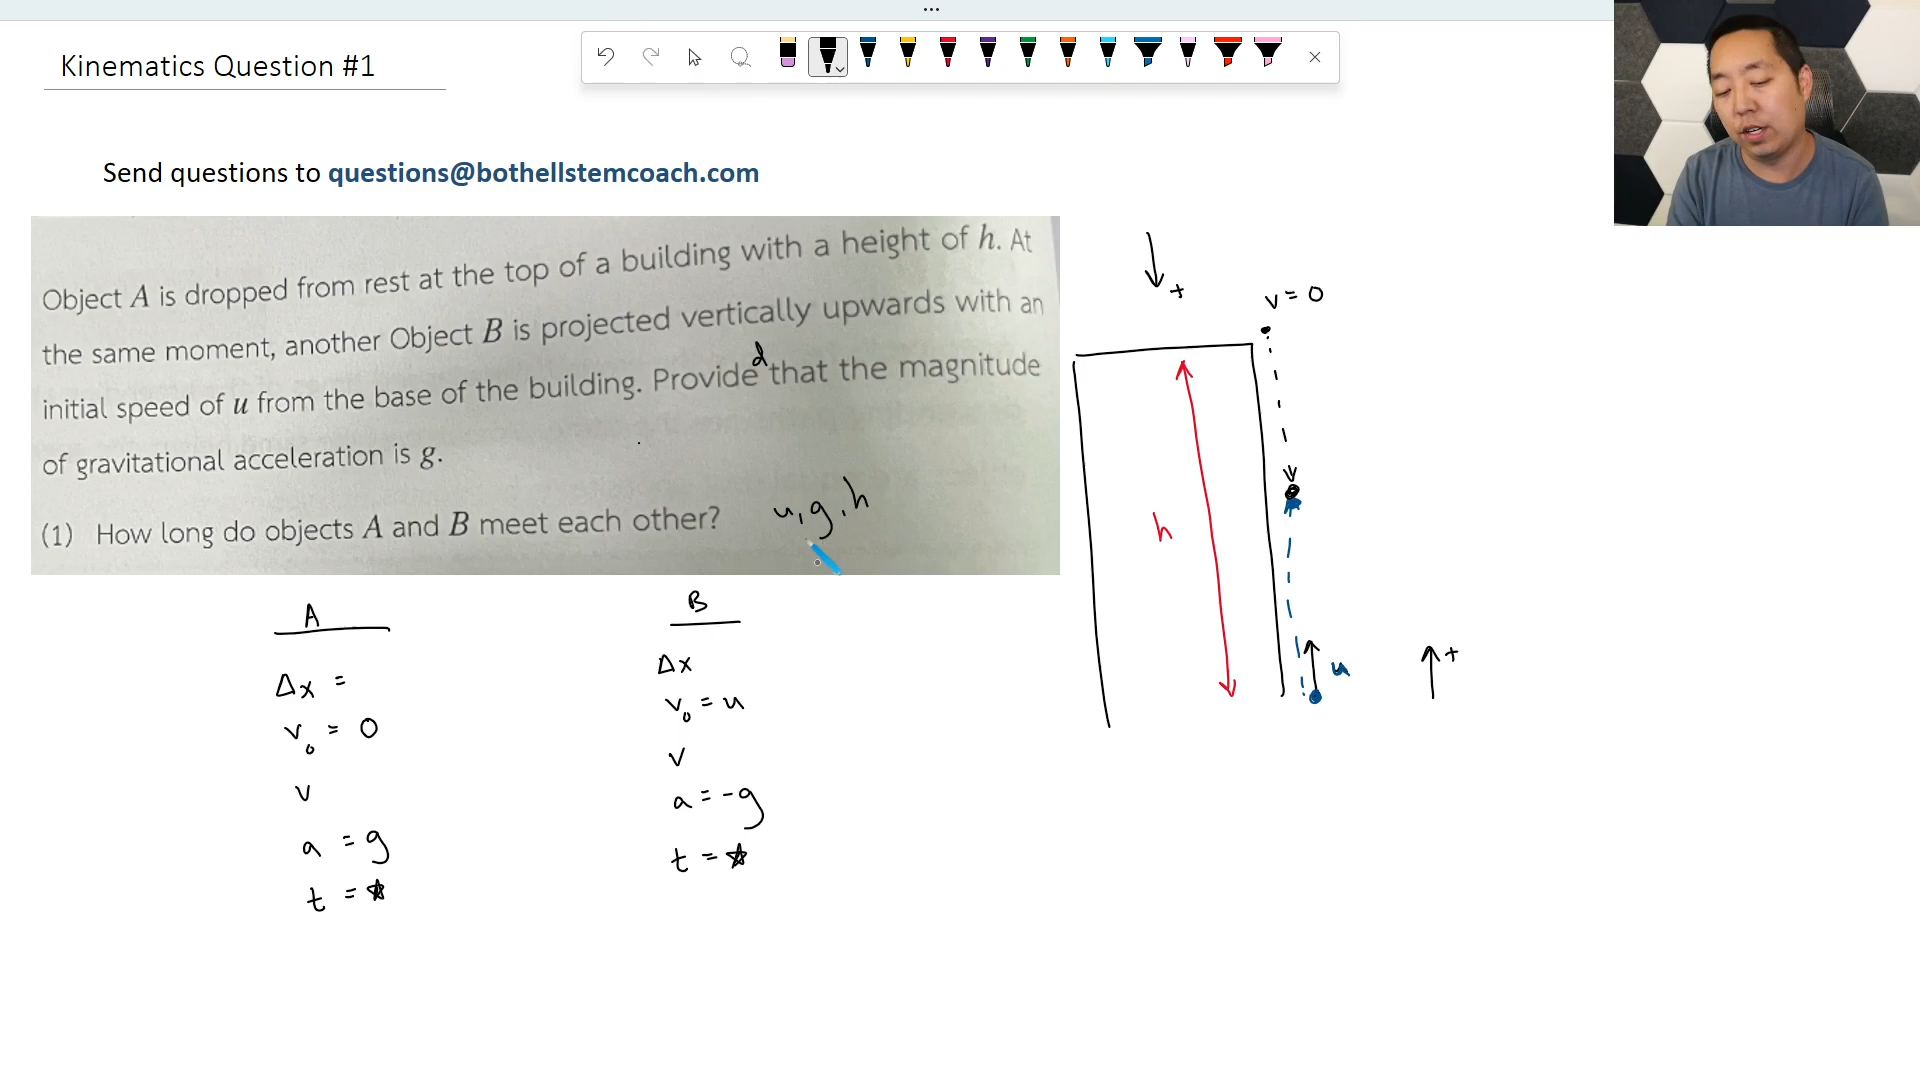 Kinematics Question #1
Send questions to questions@bothellstemcoach.com
Object A is dropped from rest at the top of a building with a height of h. At
the same moment, another Object B is projected vertically upwards with an
initial speed of u from the base of the building. Provided that the magnitude
of gravitational acceleration is g.
(1) How long do objects A and B meet each other?
u, g, h
+
v = 0
h
u
+
A
Δx =
v₀ = 0
v
a = g
t = ☆
B
Δx
v₀ = u
v
a = -g
t = ☆